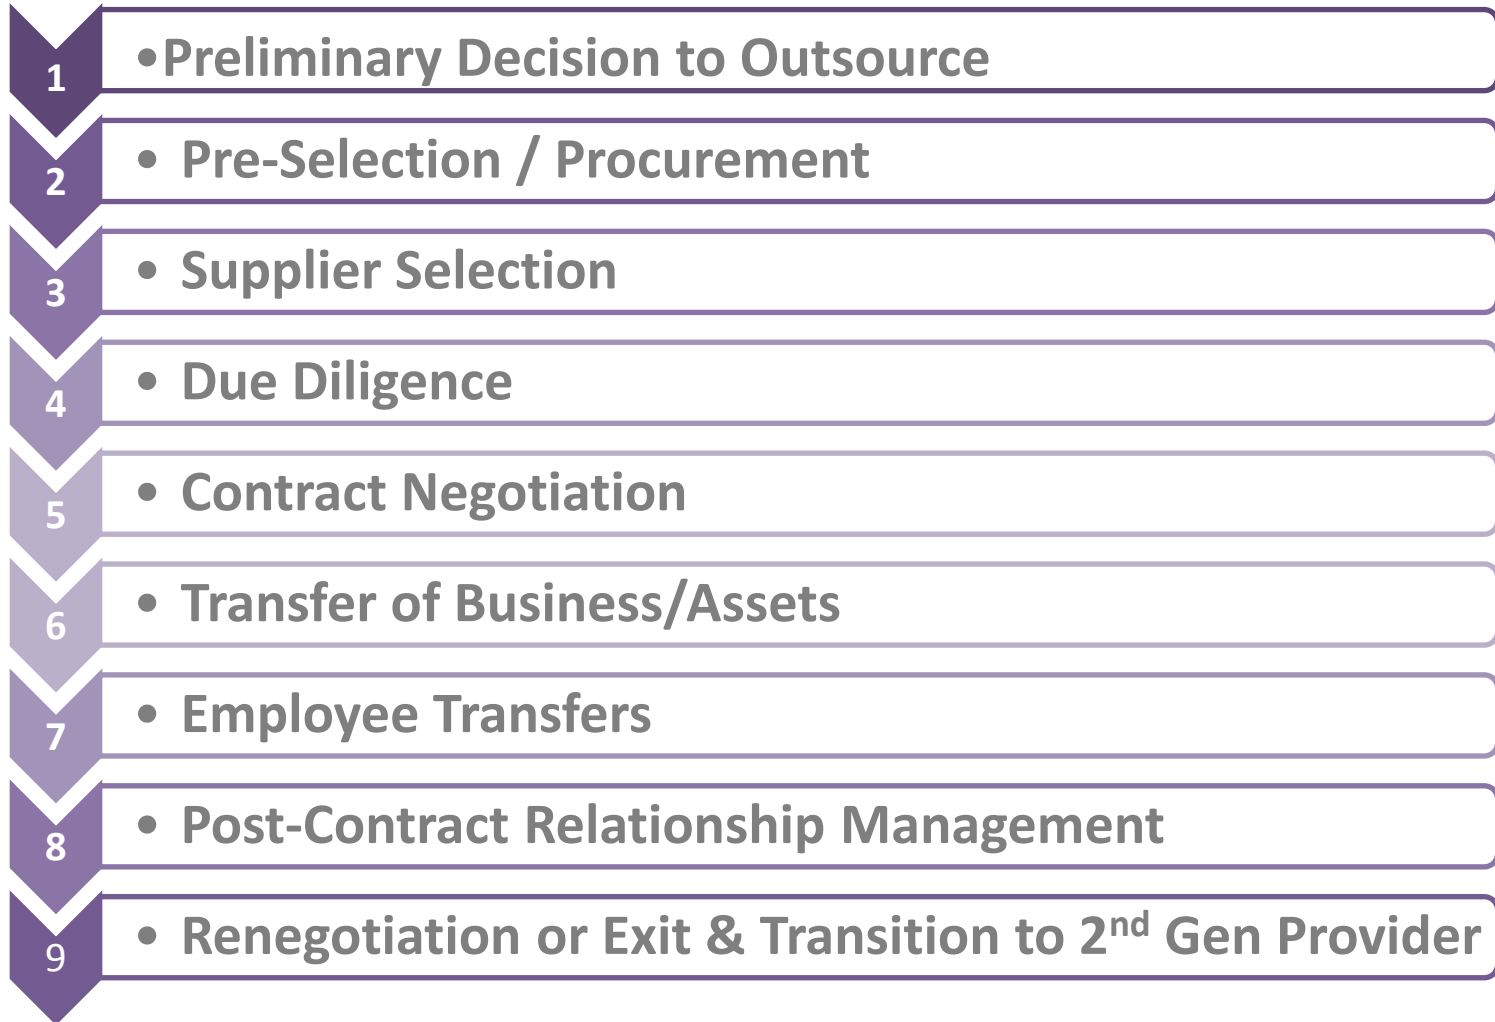 1 •Preliminary Decision to Outsource
2 • Pre-Selection / Procurement
3 • Supplier Selection
4 • Due Diligence
5 • Contract Negotiation
6 • Transfer of Business/Assets
7 • Employee Transfers
8 • Post-Contract Relationship Management
9 • Renegotiation or Exit & Transition to 2nd Gen Provider